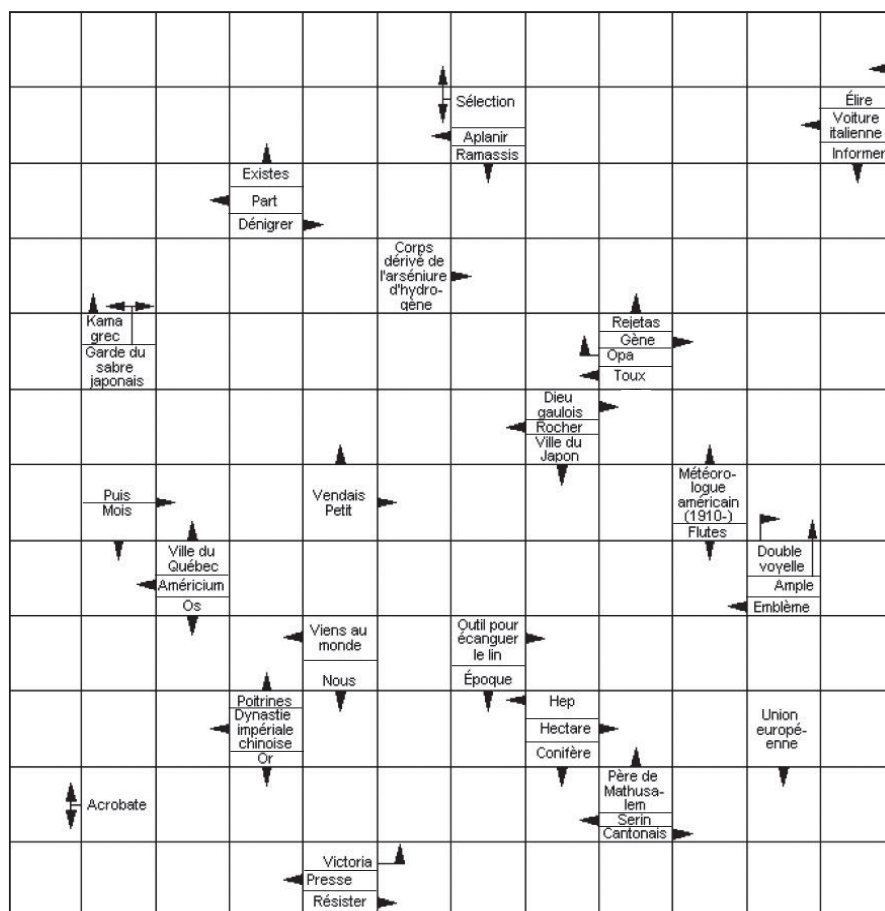 Sélection
Aplanir
Ramassis
Élire
Voiture
italienne
Informer
Existes
Part
Dénigrer
Corps
dérivé de
l'arséniure
d'hydro-
gène
Kama
grec
Garde du
sabre
japonais
Rejetas
Gène
Opa
Toux
Dieu
gaulois
Rocher
Ville du
Japon
Puis
Mois
Vendais
Petit
Météoro-
logue
américain
(1910-)
Flutes
Ville du
Québec
Américium
Os
Double
voyelle
Ample
Emblème
Viens au
monde
Nous
Outil pour
écanguer
le lin
Époque
Poitrines
Dynastie
impériale
chinoise
Or
Hep
Hectare
Conifère
Union
europé-
enne
Acrobate
Père de
Mathusa-
lem
Serin
Cantonais
Victoria
Presse
Résister